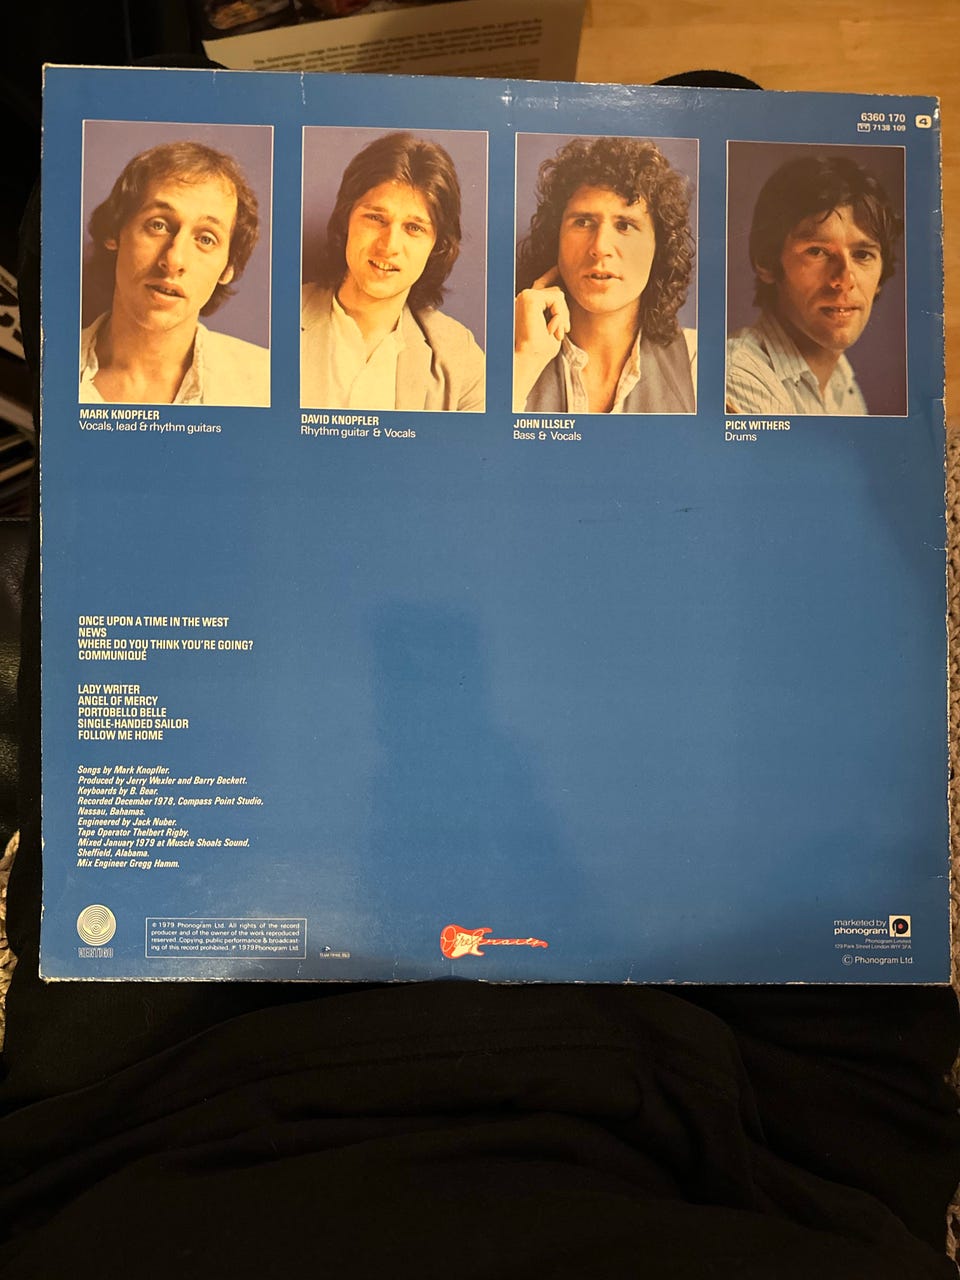 6360 170 4
7138 109
MARK KNOPFLER
Vocals, lead & rhythm guitars
DAVID KNOPFLER
Rhythm guitar & Vocals
JOHN ILLSLEY
Bass & Vocals
PICK WITHERS
Drums
ONCE UPON A TIME IN THE WEST
NEWS
WHERE DO YOU THINK YOU'RE GOING?
COMMUNIQUÉ
LADY WRITER
ANGEL OF MERCY
PORTOBELLO BELLE
SINGLE-HANDED SAILOR
FOLLOW ME HOME
Songs by Mark Knopfler.
Produced by Jerry Wexler and Barry Beckett.
Keyboards by B. Bear.
Recorded December 1978, Compass Point Studio,
Nassau, Bahamas.
Engineered by Jack Nuber.
Tape Operator Thelbert Rigby.
Mixed January 1979 at Muscle Shoals Sound,
Sheffield, Alabama.
Mix Engineer Gregg Hamm.
VERTIGO
© 1979 Phonogram Ltd. All rights of the record
producer and of the owner of the work reproduced
reserved. Copying, public performance & broadcast-
ing of this record prohibited. ℗ 1979 Phonogram Ltd.
Dire Straits
marketed by
phonogram
Phonogram Limited
129 Park Street London W1Y 3FA
© Phonogram Ltd.